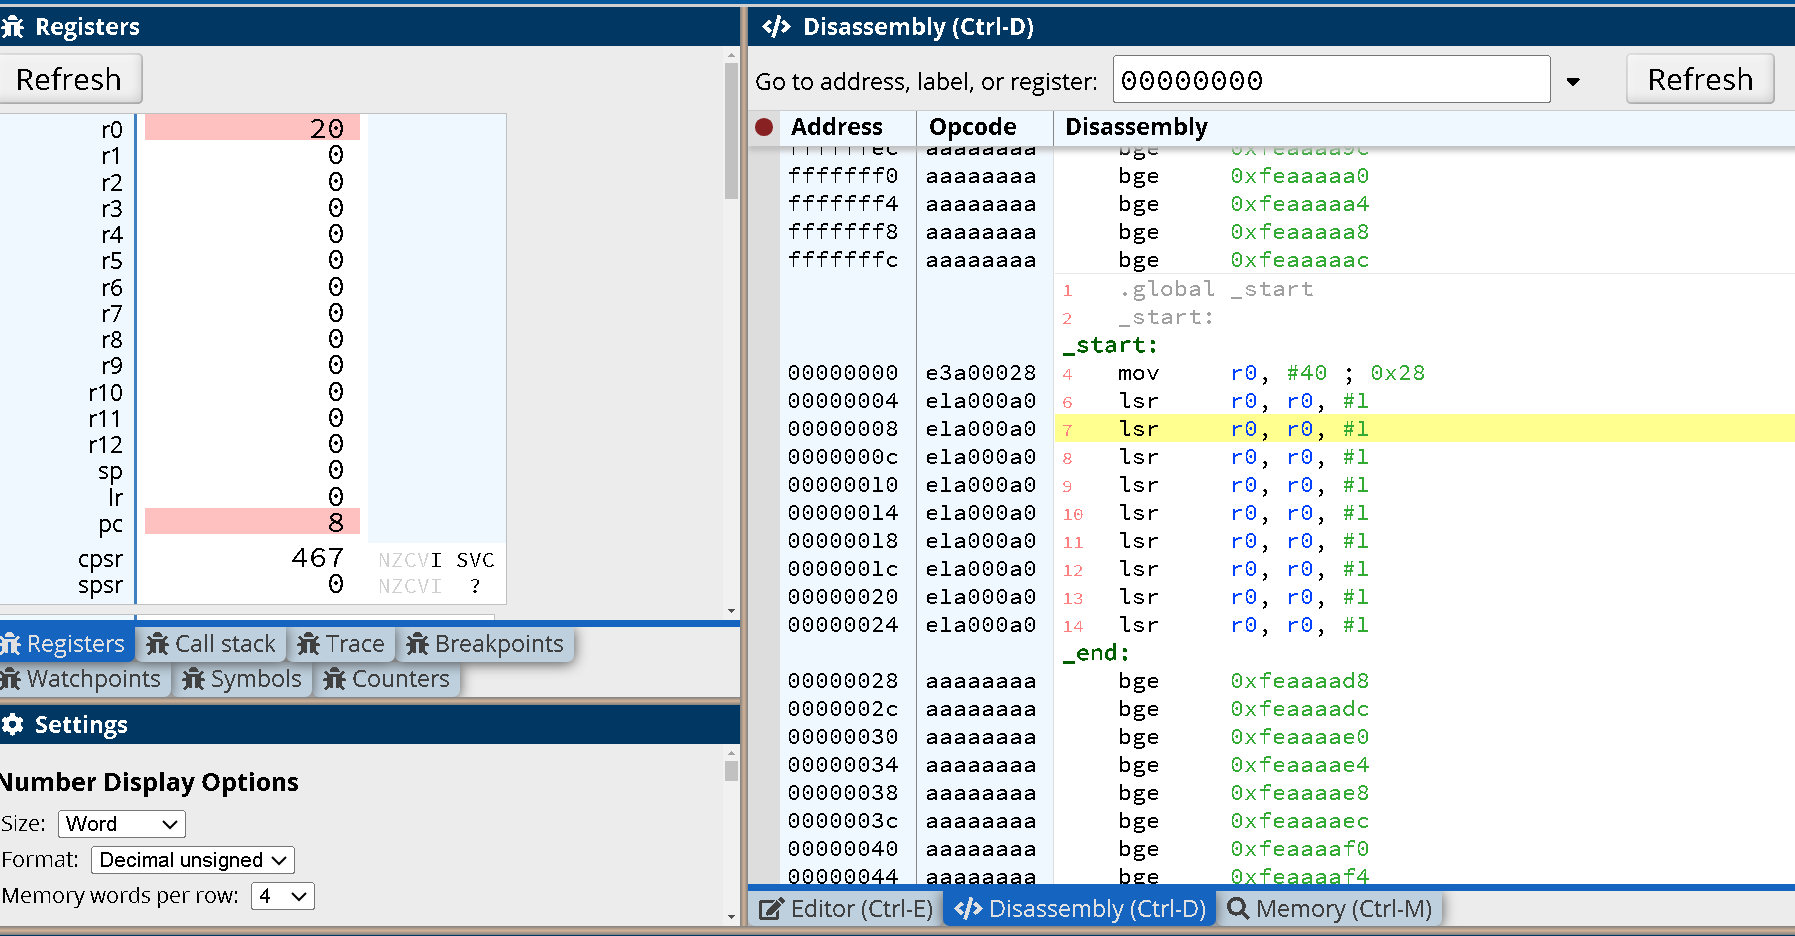 Registers
Refresh
r0 20
r1 0
r2 0
r3 0
r4 0
r5 0
r6 0
r7 0
r8 0
r9 0
r10 0
r11 0
r12 0
sp 0
lr 0
pc 8
cpsr 467 NZCVI SVC
spsr 0 NZCVI ?
Registers Call stack Trace Breakpoints
Watchpoints Symbols Counters
Settings
Number Display Options
Size: Word
Format: Decimal unsigned
Memory words per row: 4
Disassembly (Ctrl-D)
Go to address, label, or register: 00000000 Refresh
Address Opcode Disassembly
ffffffec aaaaaaaa bge 0xfeaaaa9c
fffffff0 aaaaaaaa bge 0xfeaaaaa0
fffffff4 aaaaaaaa bge 0xfeaaaaa4
fffffff8 aaaaaaaa bge 0xfeaaaaa8
fffffffc aaaaaaaa bge 0xfeaaaaac
1 .global _start
2 _start:
_start:
00000000 e3a00028 4 mov r0, #40 ; 0x28
00000004 e1a000a0 6 lsr r0, r0, #1
00000008 e1a000a0 7 lsr r0, r0, #1
0000000c e1a000a0 8 lsr r0, r0, #1
00000010 e1a000a0 9 lsr r0, r0, #1
00000014 e1a000a0 10 lsr r0, r0, #1
00000018 e1a000a0 11 lsr r0, r0, #1
0000001c e1a000a0 12 lsr r0, r0, #1
00000020 e1a000a0 13 lsr r0, r0, #1
00000024 e1a000a0 14 lsr r0, r0, #1
_end:
00000028 aaaaaaaa bge 0xfeaaaad8
0000002c aaaaaaaa bge 0xfeaaaadc
00000030 aaaaaaaa bge 0xfeaaaae0
00000034 aaaaaaaa bge 0xfeaaaae4
00000038 aaaaaaaa bge 0xfeaaaae8
0000003c aaaaaaaa bge 0xfeaaaaec
00000040 aaaaaaaa bge 0xfeaaaaf0
00000044 aaaaaaaa bge 0xfeaaaaf4
Editor (Ctrl-E) Disassembly (Ctrl-D) Memory (Ctrl-M)